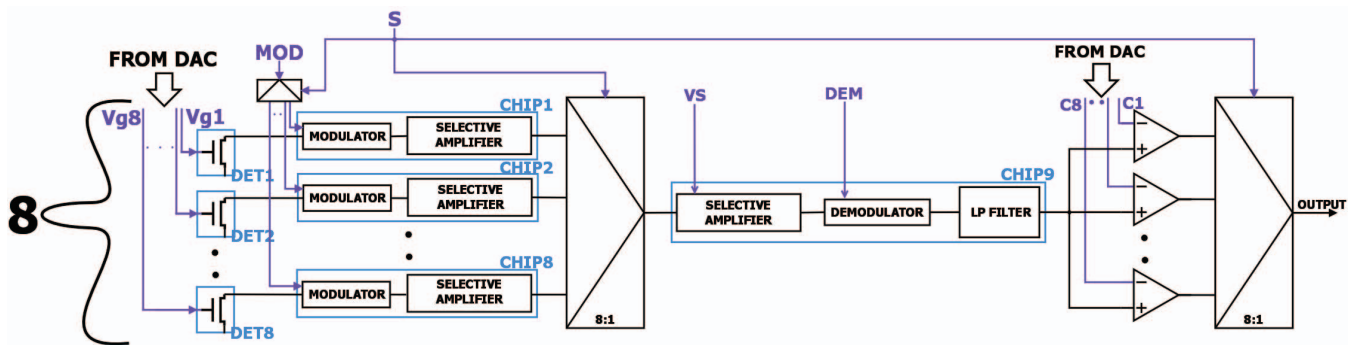 S
FROM DAC
MOD
FROM DAC
Vg8
Vg1
CHIP1
VS
DEM
C8
C1
MODULATOR
SELECTIVE
AMPLIFIER
DET1
CHIP2
MODULATOR
SELECTIVE
AMPLIFIER
DET2
8
CHIP9
SELECTIVE
AMPLIFIER
DEMODULATOR
LP FILTER
OUTPUT
CHIP8
MODULATOR
SELECTIVE
AMPLIFIER
DET8
8:1
8:1
−
+
−
+
−
+